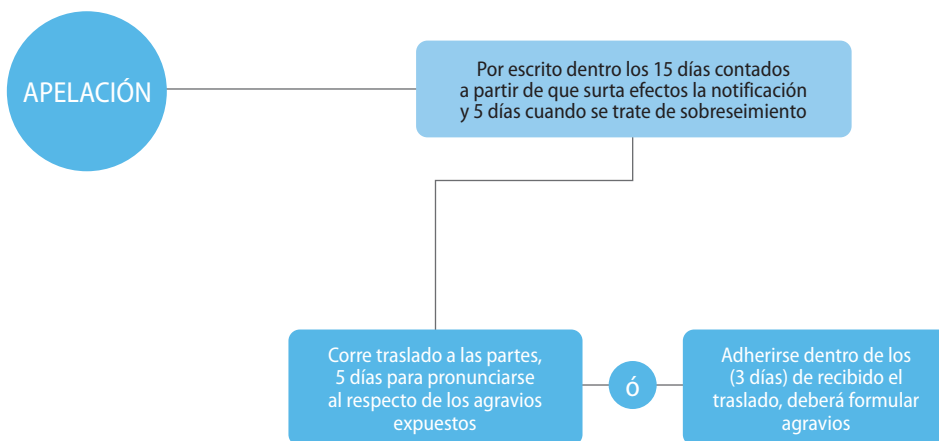 APELACIÓN
Por escrito dentro los 15 días contados
a partir de que surta efectos la notificación
y 5 días cuando se trate de sobreseimiento
Corre traslado a las partes,
5 días para pronunciarse
al respecto de los agravios
expuestos
ó
Adherirse dentro de los
(3 días) de recibido el
traslado, deberá formular
agravios